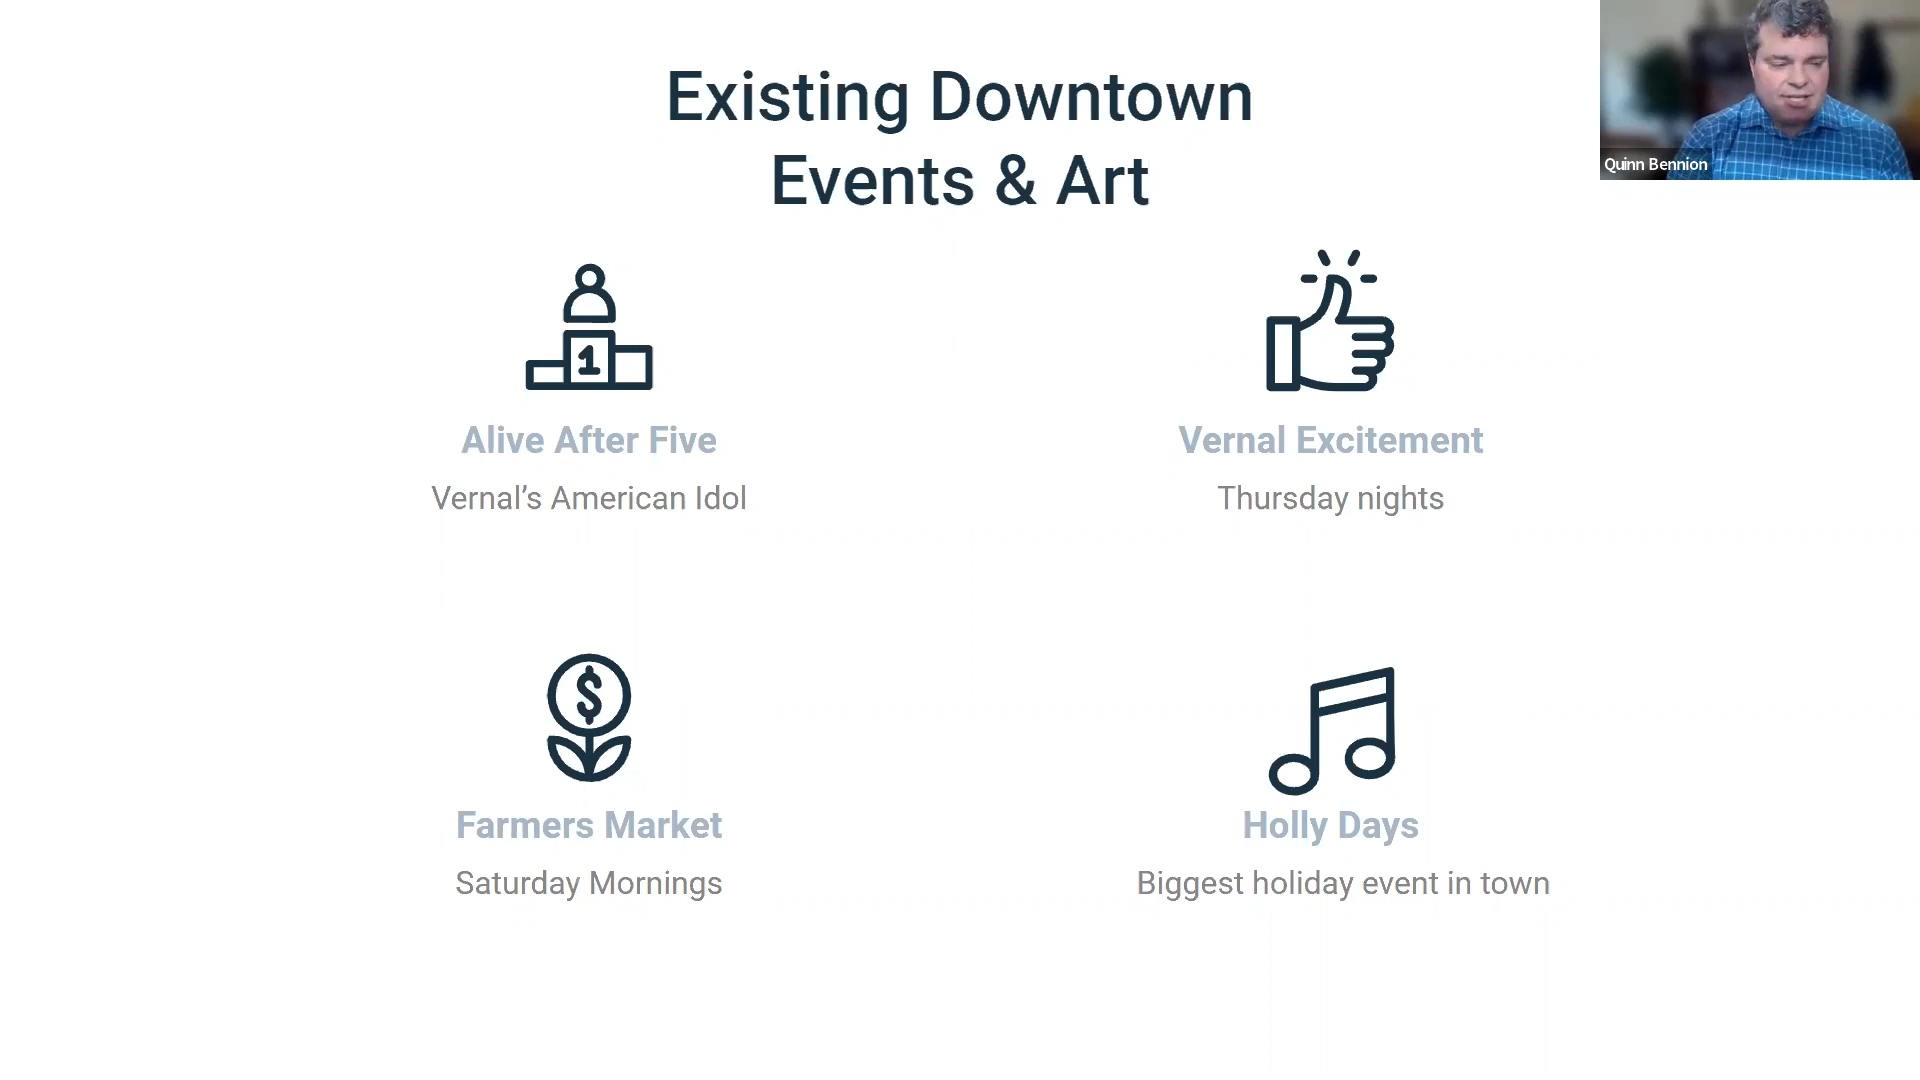 Existing Downtown
Events & Art
Quinn Bennion
1
Alive After Five
Vernal’s American Idol
Vernal Excitement
Thursday nights
$
Farmers Market
Saturday Mornings
Holly Days
Biggest holiday event in town